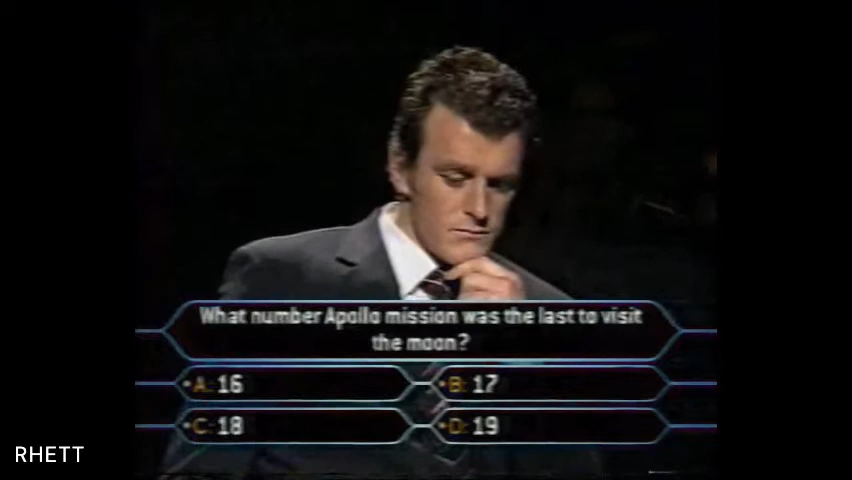 What number Apollo mission was the last to visit
the moon?
A: 16
B: 17
C: 18
D: 19
RHETT